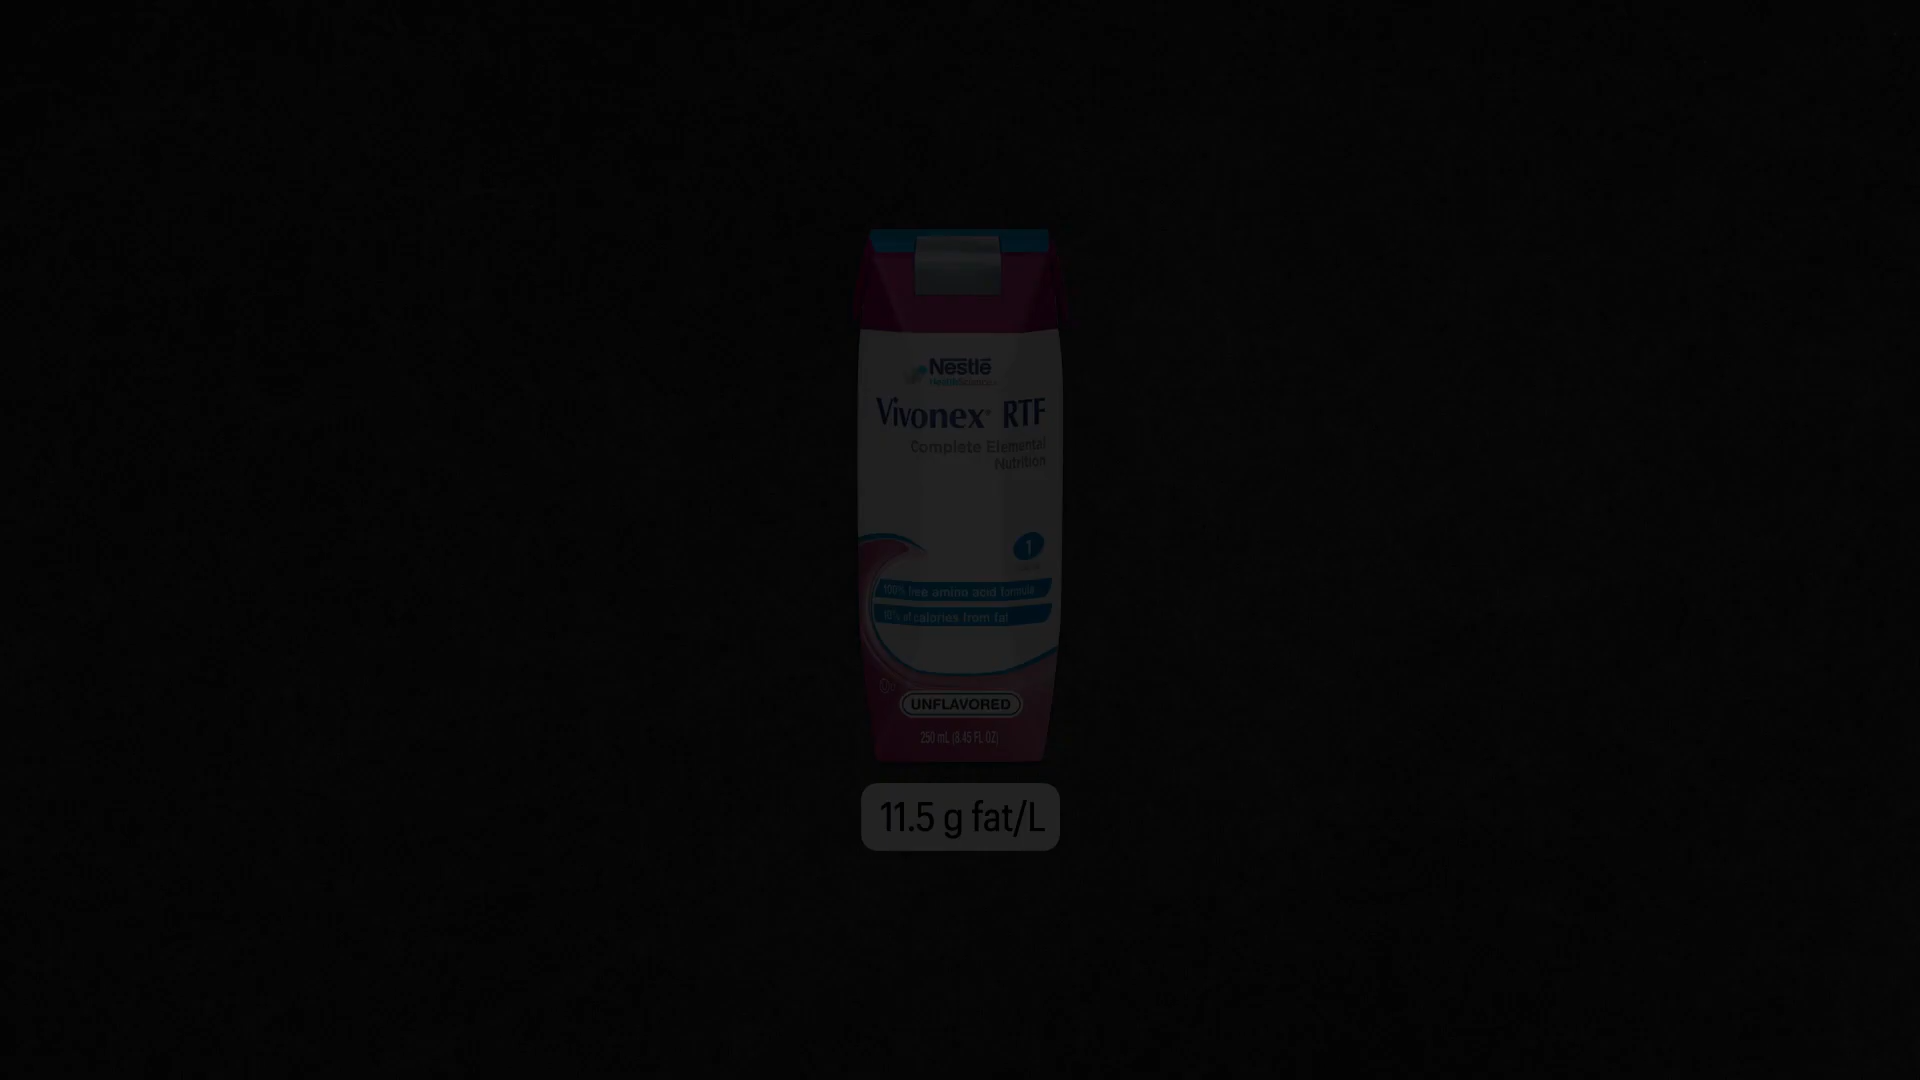 Nestlé
HealthScience
Vivonex® RTF
Complete Elemental
Nutrition
1
100% free amino acid formula
10% of calories from fat
UNFLAVORED
250 mL (8.45 FL OZ)
11.5 g fat/L